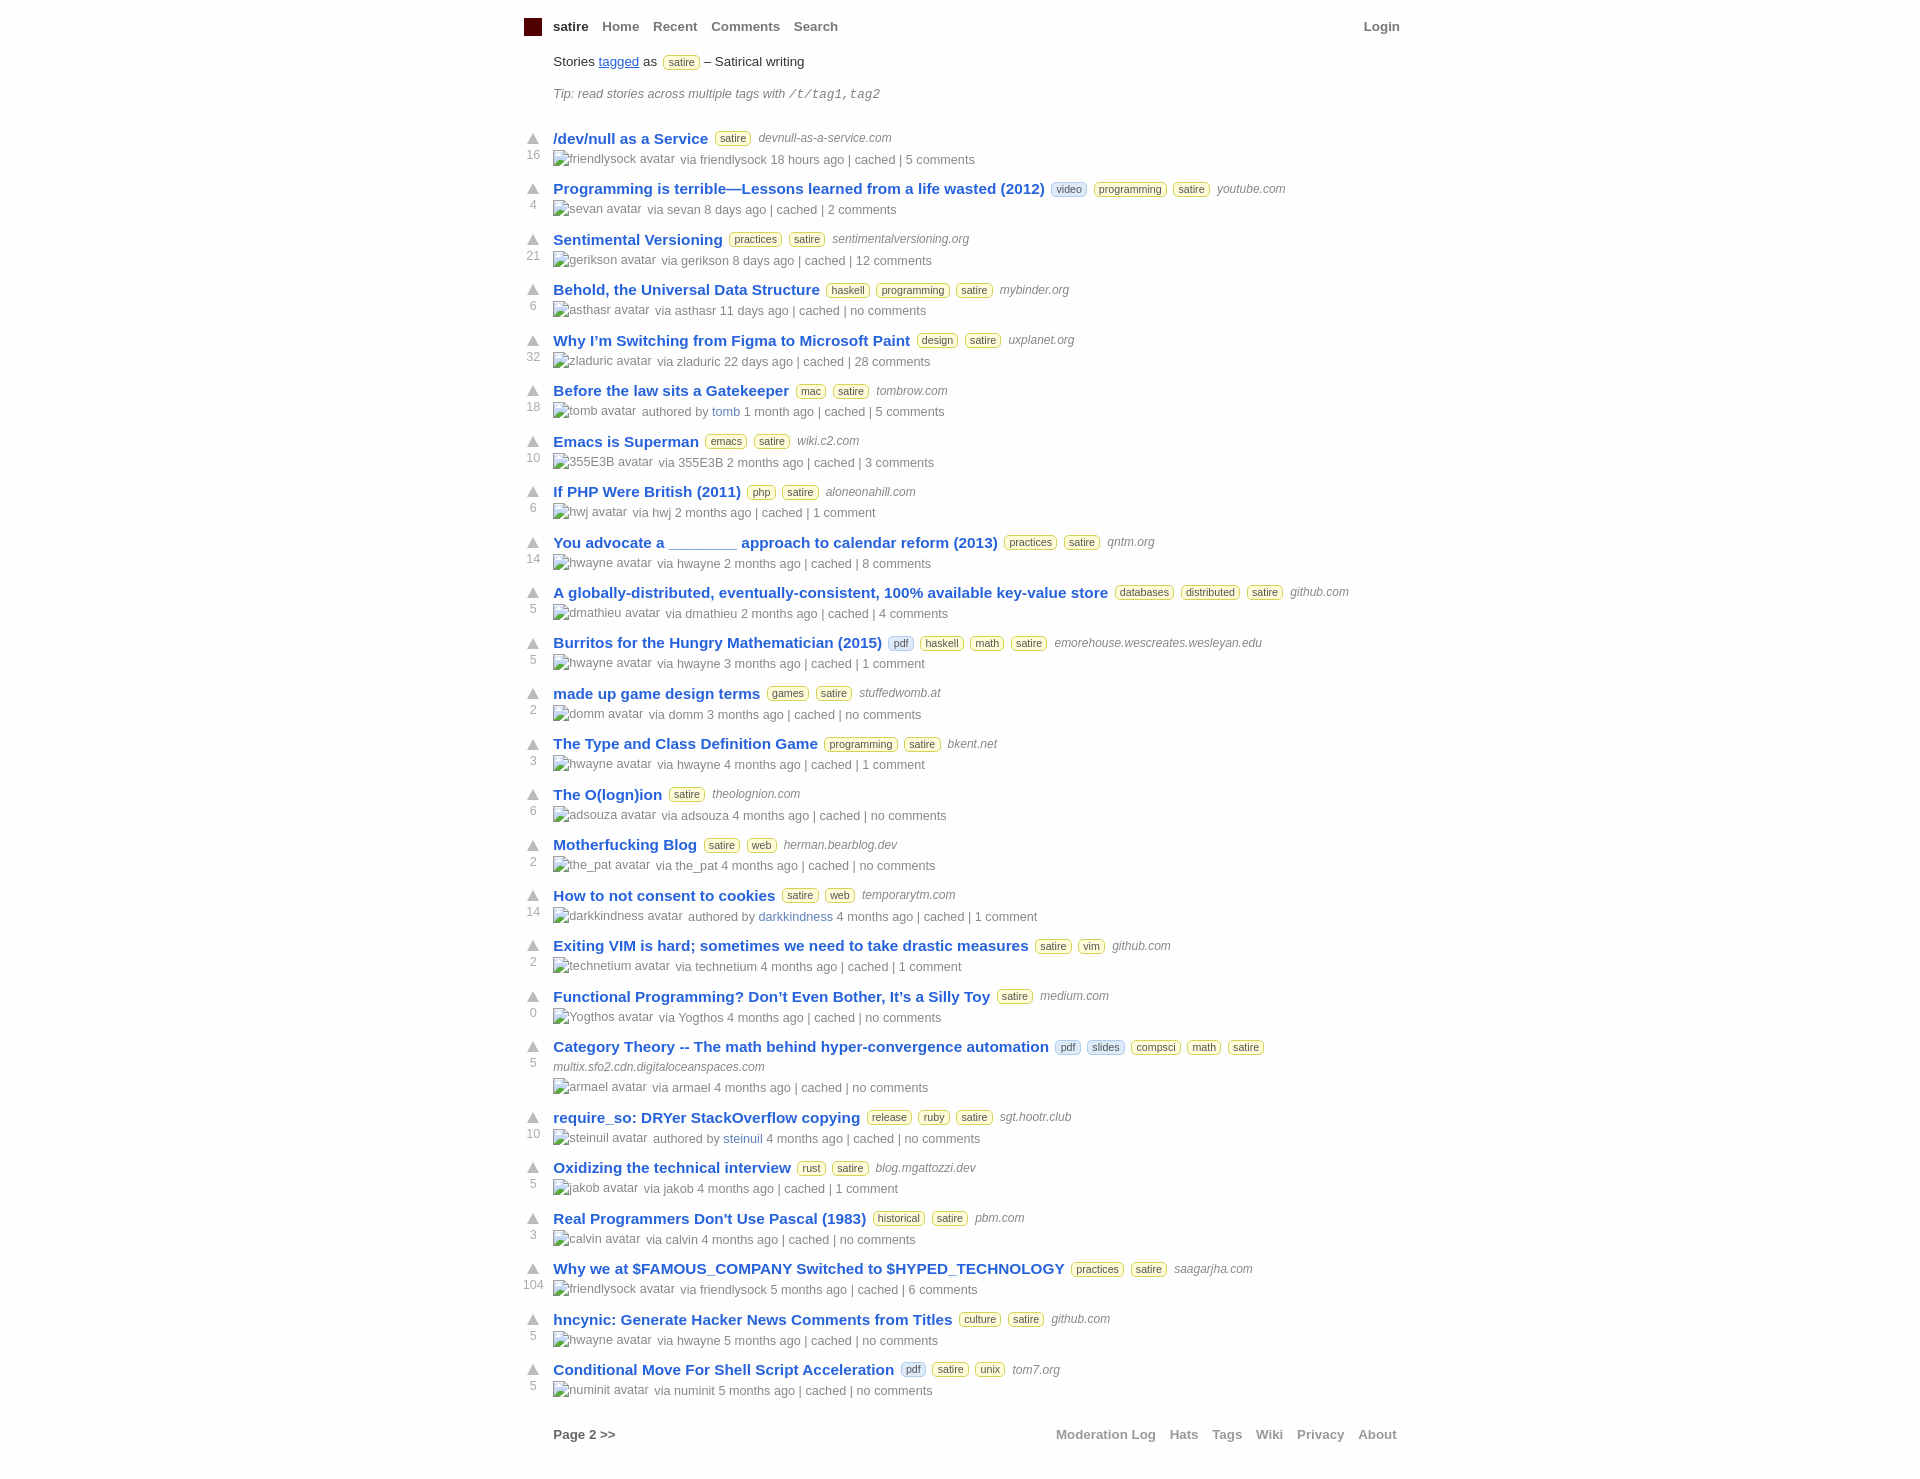 satire Home Recent Comments Search Login
Stories tagged as satire – Satirical writing
Tip: read stories across multiple tags with /t/tag1,tag2
/dev/null as a Service satire devnull-as-a-service.com
16 friendlysock avatar via friendlysock 18 hours ago | cached | 5 comments
Programming is terrible—Lessons learned from a life wasted (2012) video programming satire youtube.com
4 sevan avatar via sevan 8 days ago | cached | 2 comments
Sentimental Versioning practices satire sentimentalversioning.org
21 gerikson avatar via gerikson 8 days ago | cached | 12 comments
Behold, the Universal Data Structure haskell programming satire mybinder.org
6 asthasr avatar via asthasr 11 days ago | cached | no comments
Why I’m Switching from Figma to Microsoft Paint design satire uxplanet.org
32 zladuric avatar via zladuric 22 days ago | cached | 28 comments
Before the law sits a Gatekeeper mac satire tombrow.com
18 tomb avatar authored by tomb 1 month ago | cached | 5 comments
Emacs is Superman emacs satire wiki.c2.com
10 355E3B avatar via 355E3B 2 months ago | cached | 3 comments
If PHP Were British (2011) php satire aloneonahill.com
6 hwj avatar via hwj 2 months ago | cached | 1 comment
You advocate a ________ approach to calendar reform (2013) practices satire qntm.org
14 hwayne avatar via hwayne 2 months ago | cached | 8 comments
A globally-distributed, eventually-consistent, 100% available key-value store databases distributed satire github.com
5 dmathieu avatar via dmathieu 2 months ago | cached | 4 comments
Burritos for the Hungry Mathematician (2015) pdf haskell math satire emorehouse.wescreates.wesleyan.edu
5 hwayne avatar via hwayne 3 months ago | cached | 1 comment
made up game design terms games satire stuffedwomb.at
2 domm avatar via domm 3 months ago | cached | no comments
The Type and Class Definition Game programming satire bkent.net
3 hwayne avatar via hwayne 4 months ago | cached | 1 comment
The O(logn)ion satire theolognion.com
6 adsouza avatar via adsouza 4 months ago | cached | no comments
Motherfucking Blog satire web herman.bearblog.dev
2 the_pat avatar via the_pat 4 months ago | cached | no comments
How to not consent to cookies satire web temporarytm.com
14 darkkindness avatar authored by darkkindness 4 months ago | cached | 1 comment
Exiting VIM is hard; sometimes we need to take drastic measures satire vim github.com
2 technetium avatar via technetium 4 months ago | cached | 1 comment
Functional Programming? Don’t Even Bother, It’s a Silly Toy satire medium.com
0 Yogthos avatar via Yogthos 4 months ago | cached | no comments
Category Theory -- The math behind hyper-convergence automation pdf slides compsci math satire
5 multix.sfo2.cdn.digitaloceanspaces.com
armael avatar via armael 4 months ago | cached | no comments
require_so: DRYer StackOverflow copying release ruby satire sgt.hootr.club
10 steinuil avatar authored by steinuil 4 months ago | cached | no comments
Oxidizing the technical interview rust satire blog.mgattozzi.dev
5 jakob avatar via jakob 4 months ago | cached | 1 comment
Real Programmers Don't Use Pascal (1983) historical satire pbm.com
3 calvin avatar via calvin 4 months ago | cached | no comments
Why we at $FAMOUS_COMPANY Switched to $HYPED_TECHNOLOGY practices satire saagarjha.com
104 friendlysock avatar via friendlysock 5 months ago | cached | 6 comments
hncynic: Generate Hacker News Comments from Titles culture satire github.com
5 hwayne avatar via hwayne 5 months ago | cached | no comments
Conditional Move For Shell Script Acceleration pdf satire unix tom7.org
5 numinit avatar via numinit 5 months ago | cached | no comments
Page 2 >> Moderation Log Hats Tags Wiki Privacy About